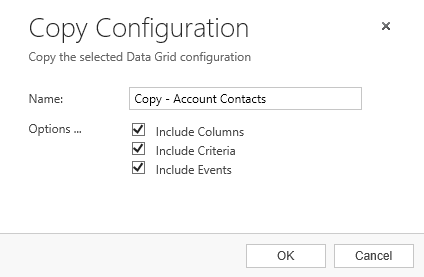 Copy Configuration
Copy the selected Data Grid configuration
Name: Copy - Account Contacts
Options ... Include Columns
Include Criteria
Include Events
OK Cancel